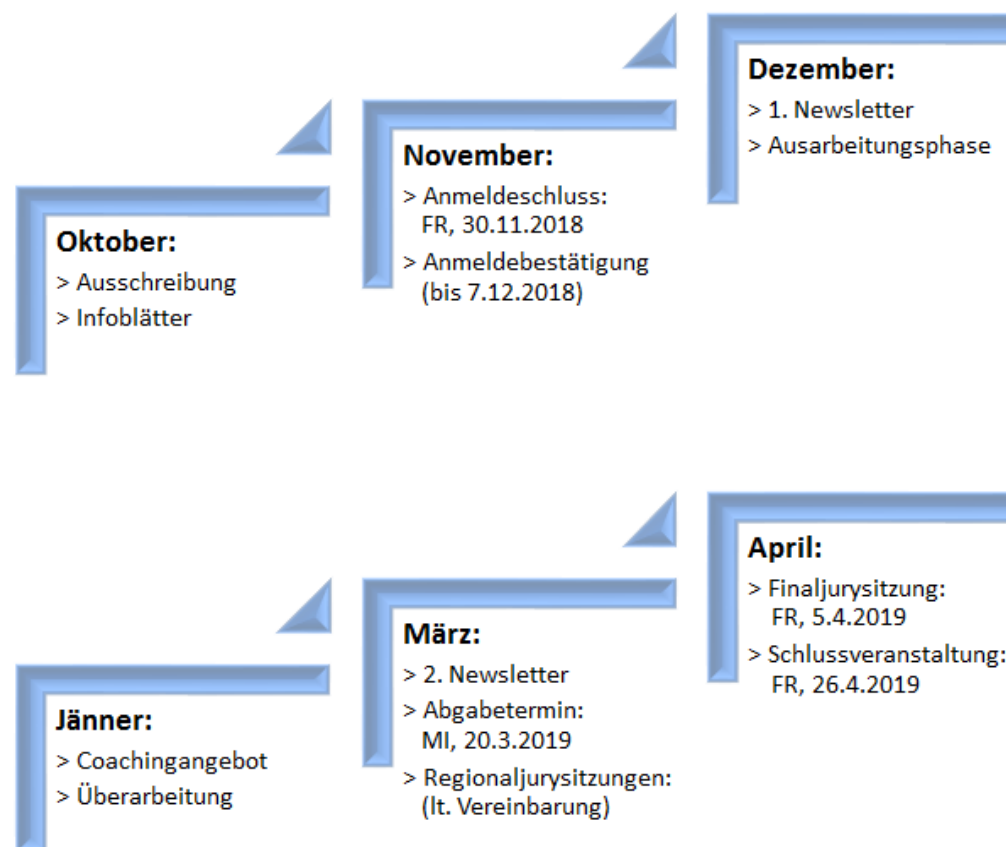 Oktober:
> Ausschreibung
> Infoblätter
November:
> Anmeldeschluss:
FR, 30.11.2018
> Anmeldebestätigung
(bis 7.12.2018)
Dezember:
> 1. Newsletter
> Ausarbeitungsphase
Jänner:
> Coachingangebot
> Überarbeitung
März:
> 2. Newsletter
> Abgabetermin:
MI, 20.3.2019
> Regionaljurysitzungen:
(lt. Vereinbarung)
April:
> Finaljurysitzung:
FR, 5.4.2019
> Schlussveranstaltung:
FR, 26.4.2019